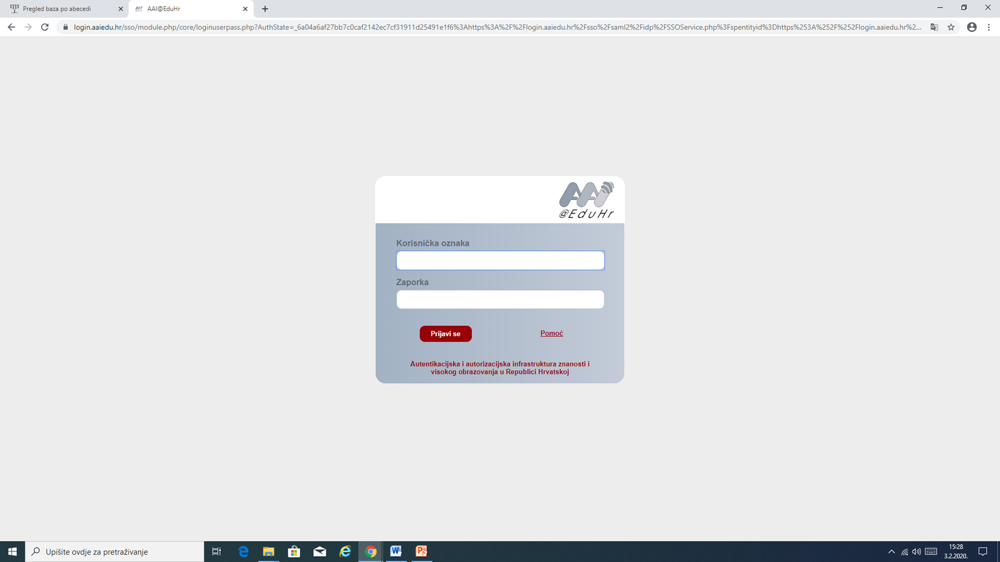 Pregled baza po abecedi
AAI@EduHr
login.aaiedu.hr/sso/module.php/core/loginuserpass.php?AuthState=_6a04a6af27bb7c0caf2142ec7cf31911d25491e1f6%3Ahttps%3A%2F%2Flogin.aaiedu.hr%2Fsso%2Fsaml2%2Fidp%2FSSOService.php%3Fspentityid%3Dhttps%253A%252F%252Flogin.aaiedu.hr%2...
AAI
@EduHr
Korisnička oznaka
Zaporka
Prijavi se
Pomoć
Autentikacijska i autorizacijska infrastruktura znanosti i
visokog obrazovanja u Republici Hrvatskoj
Upišite ovdje za pretraživanje
15:28
3.2.2020.